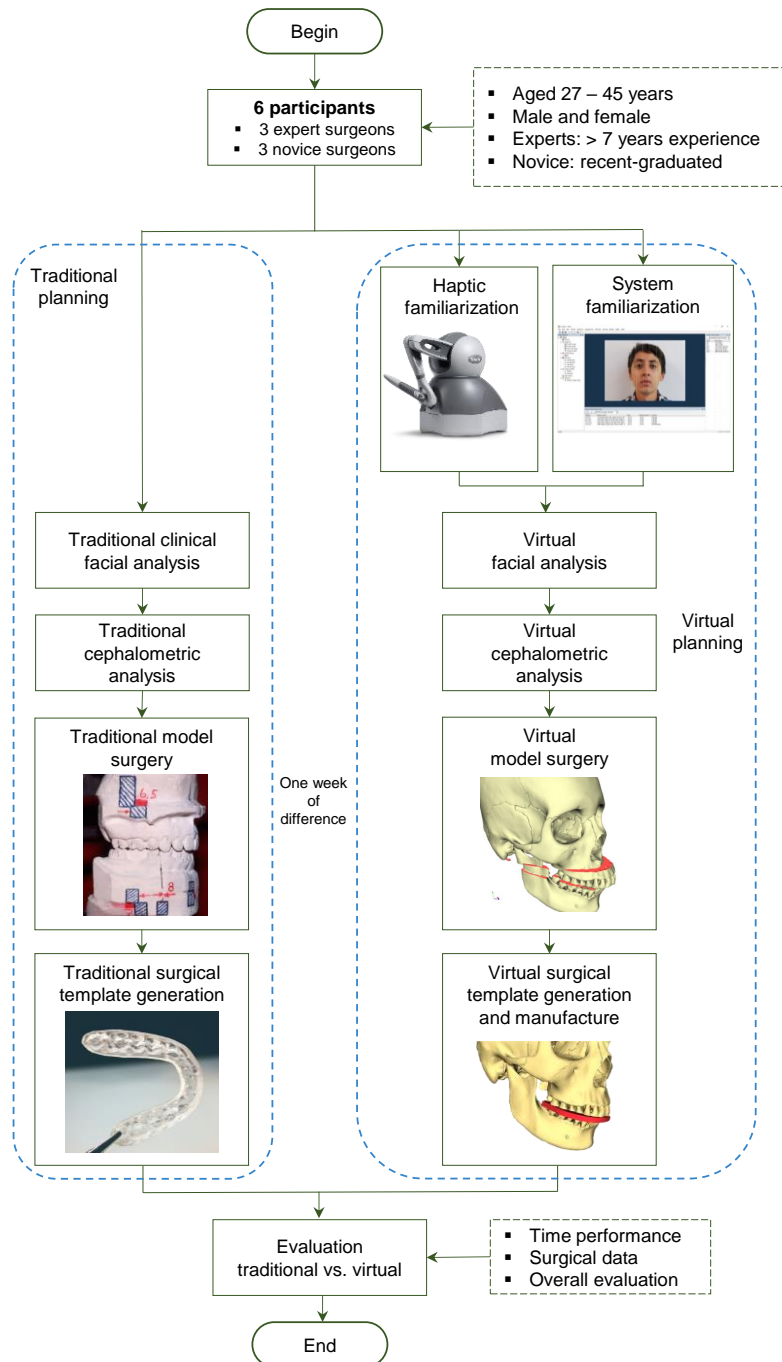 Begin
6 participants
▪ 3 expert surgeons
▪ 3 novice surgeons
▪ Aged 27 – 45 years
▪ Male and female
▪ Experts: > 7 years experience
▪ Novice: recent-graduated
Traditional
planning
Haptic
familiarization
System
familiarization
Traditional clinical
facial analysis
Virtual
facial analysis
Traditional
cephalometric
analysis
Virtual
cephalometric
analysis
Virtual
planning
Traditional model
surgery
6,5
8
One week
of
difference
Virtual
model surgery
Traditional surgical
template generation
Virtual surgical
template generation
and manufacture
Evaluation
traditional vs. virtual
▪ Time performance
▪ Surgical data
▪ Overall evaluation
End